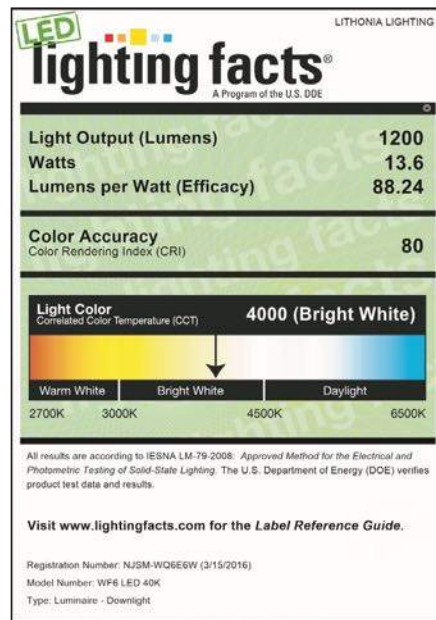 LED
LITHONIA LIGHTING
lighting facts®
A Program of the U.S. DOE
Light Output (Lumens) 1200
Watts 13.6
Lumens per Watt (Efficacy) 88.24
Color Accuracy
Color Rendering Index (CRI) 80
Light Color
Correlated Color Temperature (CCT) 4000 (Bright White)
Warm White Bright White Daylight
2700K 3000K 4500K 6500K
All results are according to IESNA LM-79-2008: Approved Method for the Electrical and
Photometric Testing of Solid-State Lighting. The U.S. Department of Energy (DOE) verifies
product test data and results.
Visit www.lightingfacts.com for the Label Reference Guide.
Registration Number: NJSM-WQ6E6W (3/15/2016)
Model Number: WF6 LED 40K
Type: Luminaire - Downlight